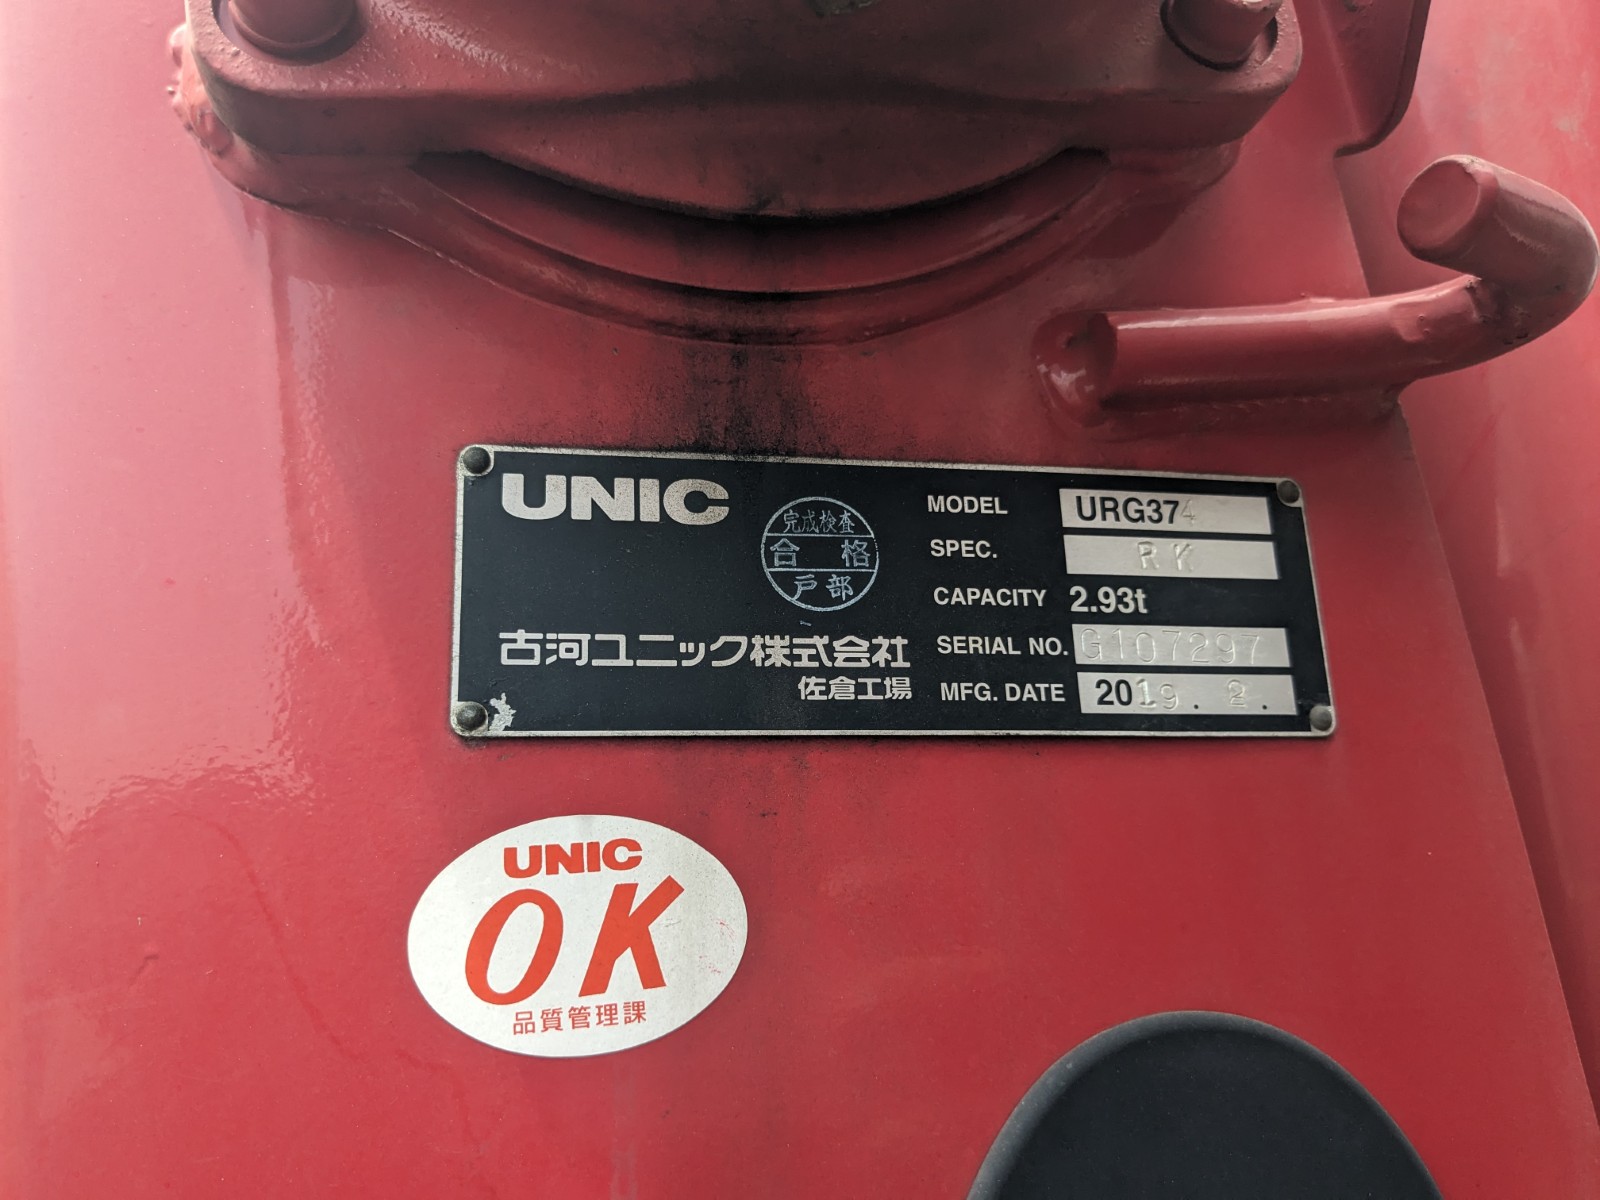 UNIC
完成検査
合格
戸部
古河ユニック株式会社
佐倉工場
MODEL URG374
SPEC. RK
CAPACITY 2.93t
SERIAL NO. G107297
MFG. DATE 2019. 2.
UNIC
OK
品質管理課